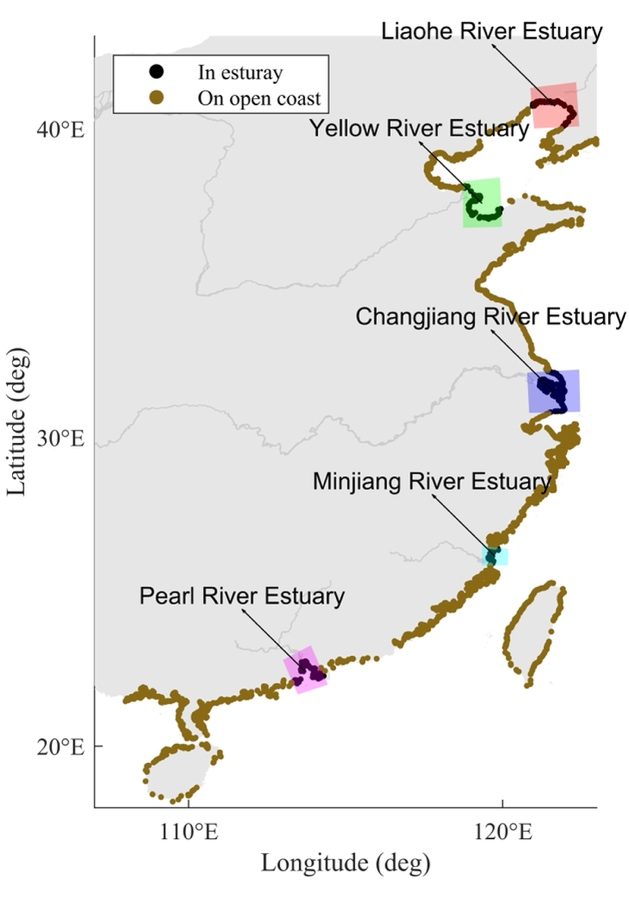 Liaohe River Estuary
In esturay
On open coast
Yellow River Estuary
40°E
Changjiang River Estuary
30°E
Minjiang River Estuary
Pearl River Estuary
20°E
110°E
120°E
Longitude (deg)
Latitude (deg)